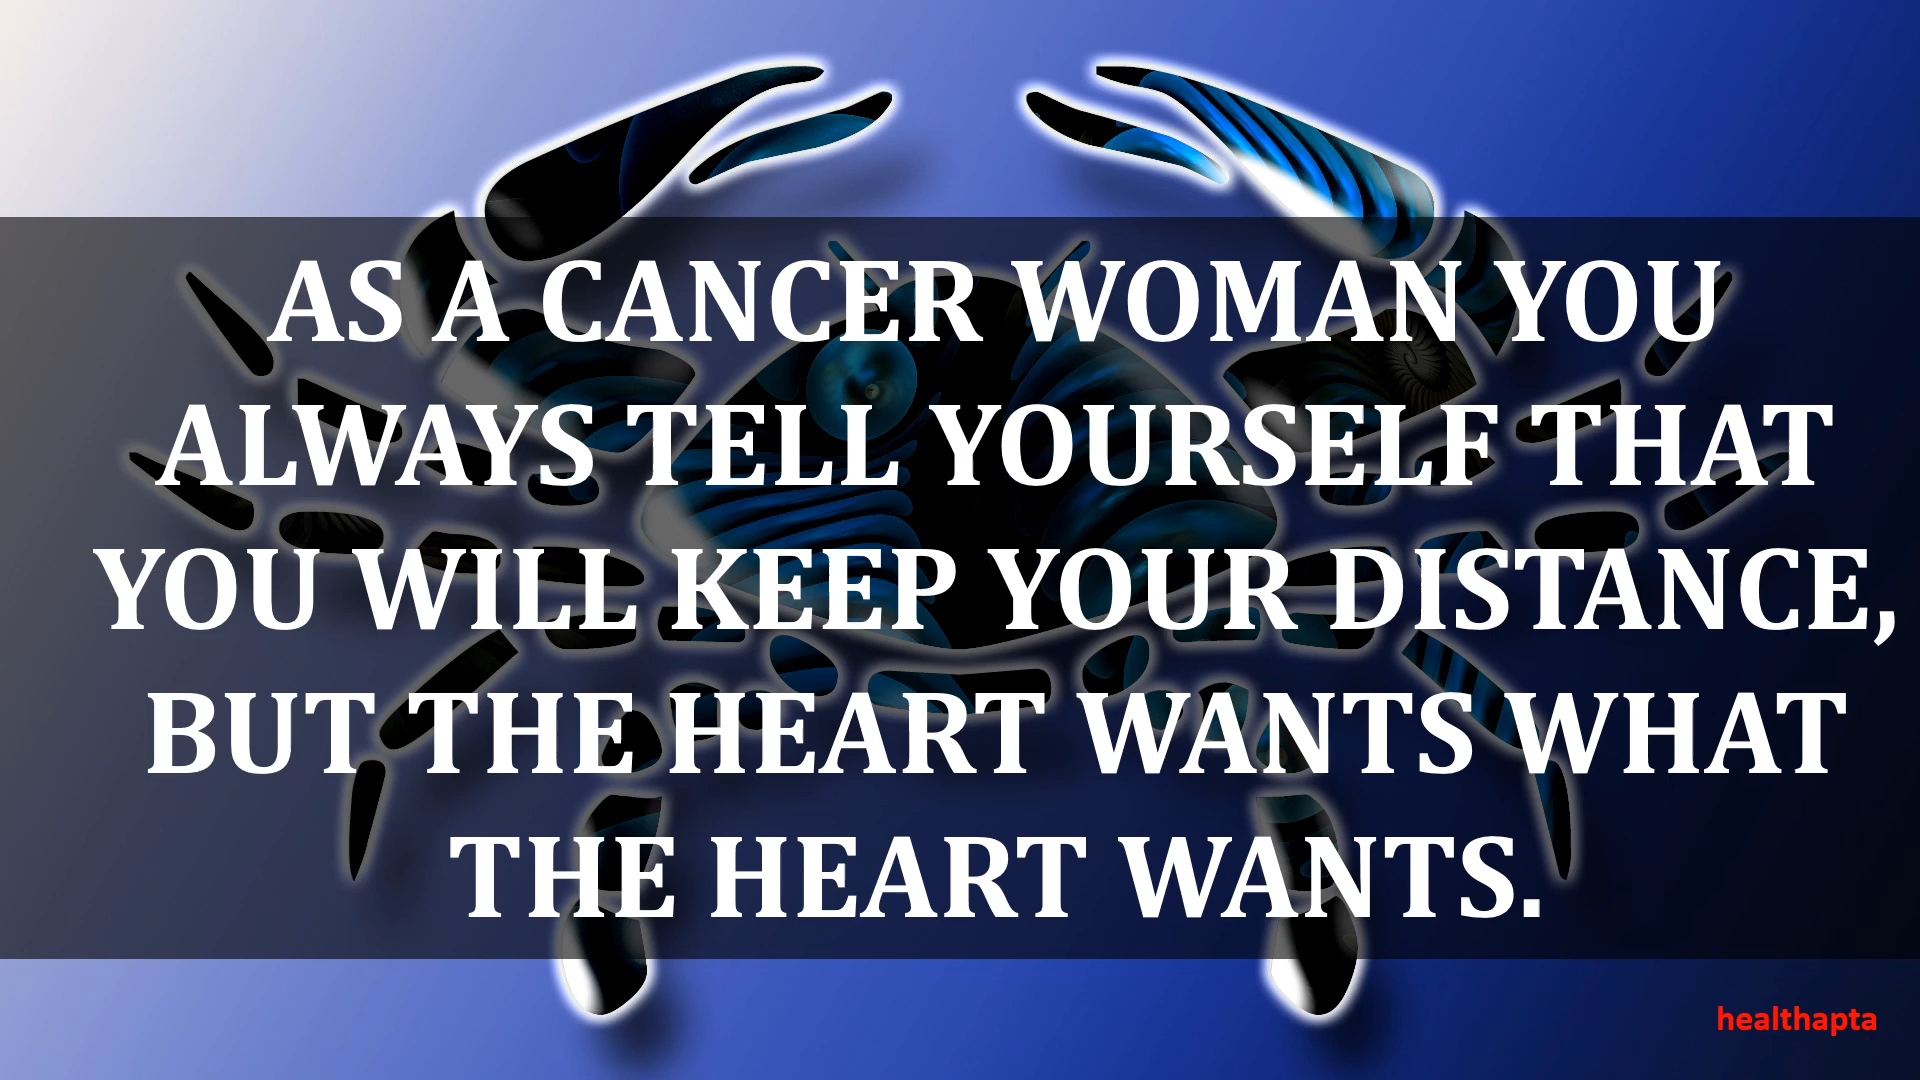 AS A CANCER WOMAN YOU
ALWAYS TELL YOURSELF THAT
YOU WILL KEEP YOUR DISTANCE,
BUT THE HEART WANTS WHAT
THE HEART WANTS.
healthapta